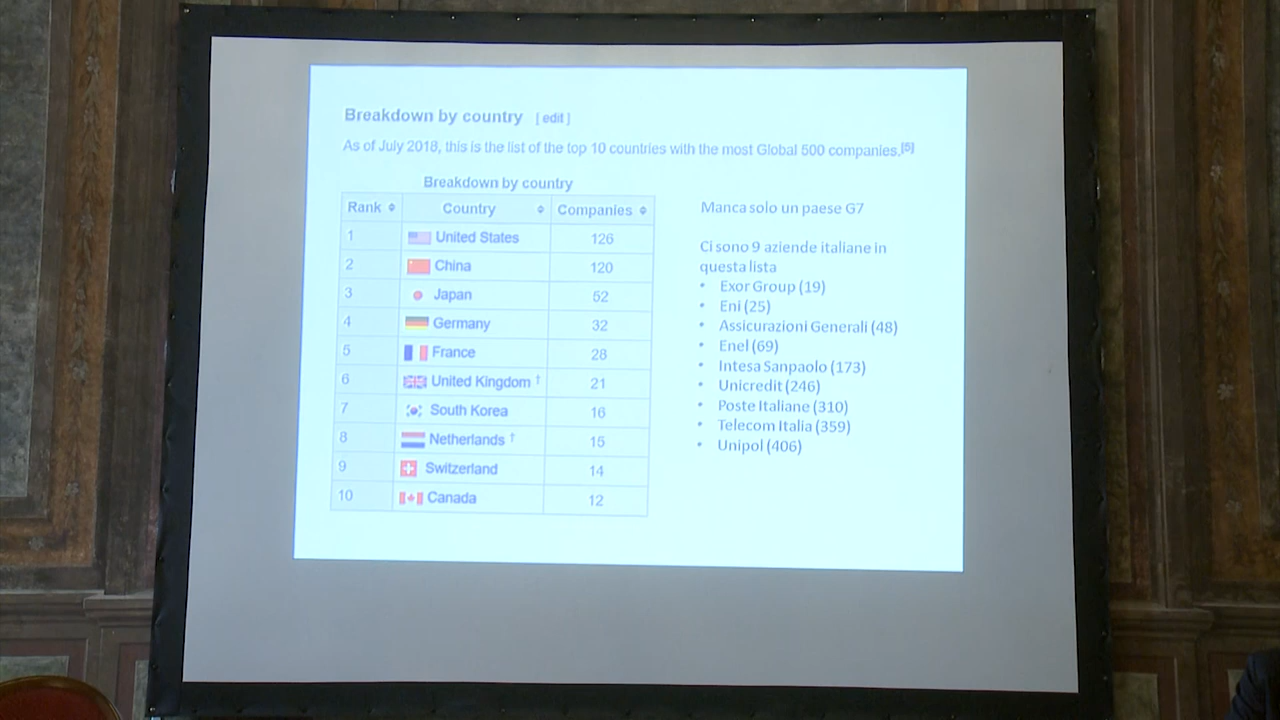 Breakdown by country [ edit ]
As of July 2018, this is the list of the top 10 countries with the most Global 500 companies.[5]
Breakdown by country
Rank Country Companies
1 United States 126
2 China 120
3 Japan 52
4 Germany 32
5 France 28
6 United Kingdom † 21
7 South Korea 16
8 Netherlands † 15
9 Switzerland 14
10 Canada 12
Manca solo un paese G7
Ci sono 9 aziende italiane in
questa lista
• Exor Group (19)
• Eni (25)
• Assicurazioni Generali (48)
• Enel (69)
• Intesa Sanpaolo (173)
• Unicredit (246)
• Poste Italiane (310)
• Telecom Italia (359)
• Unipol (406)